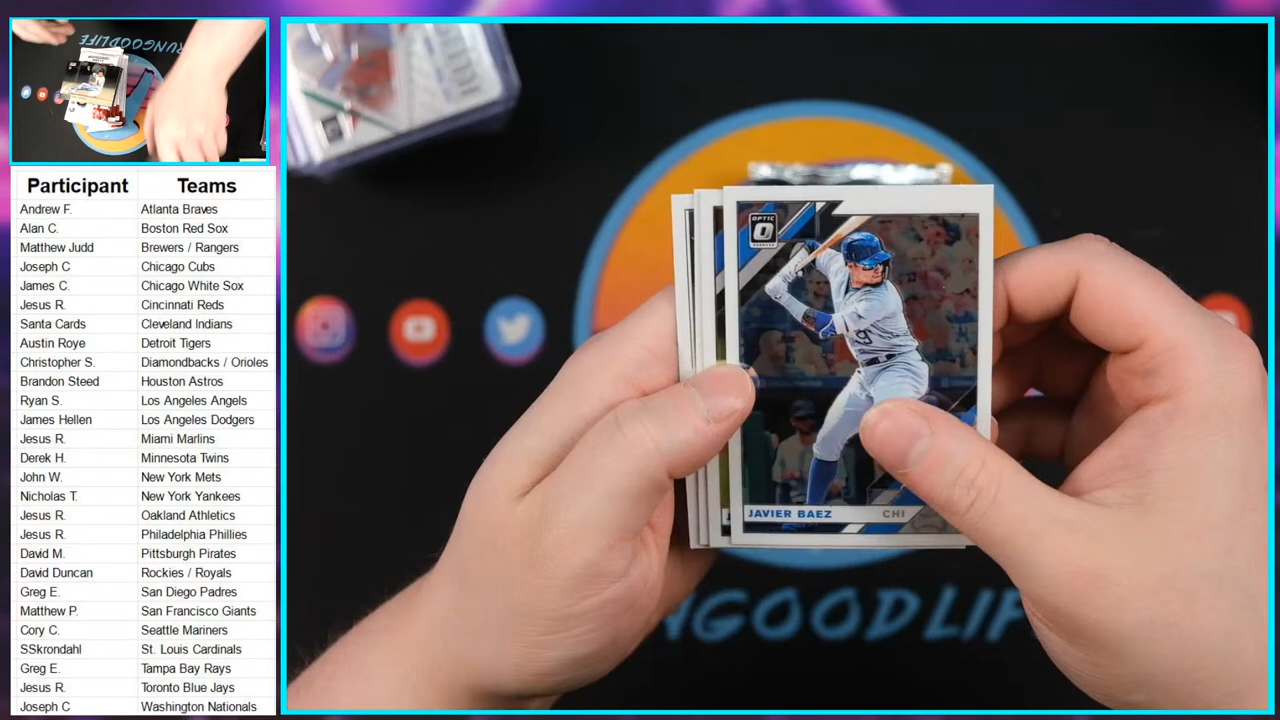 RUNGOODLIFE
Participant Teams
Andrew F. Atlanta Braves
Alan C. Boston Red Sox
Matthew Judd Brewers / Rangers
Joseph C Chicago Cubs
James C. Chicago White Sox
Jesus R. Cincinnati Reds
Santa Cards Cleveland Indians
Austin Roye Detroit Tigers
Christopher S. Diamondbacks / Orioles
Brandon Steed Houston Astros
Ryan S. Los Angeles Angels
James Hellen Los Angeles Dodgers
Jesus R. Miami Marlins
Derek H. Minnesota Twins
John W. New York Mets
Nicholas T. New York Yankees
Jesus R. Oakland Athletics
Jesus R. Philadelphia Phillies
David M. Pittsburgh Pirates
David Duncan Rockies / Royals
Greg E. San Diego Padres
Matthew P. San Francisco Giants
Cory C. Seattle Mariners
SSkrondahl St. Louis Cardinals
Greg E. Tampa Bay Rays
Jesus R. Toronto Blue Jays
Joseph C Washington Nationals
OPTIC
9
JAVIER BAEZ CHI
NGOODLIF